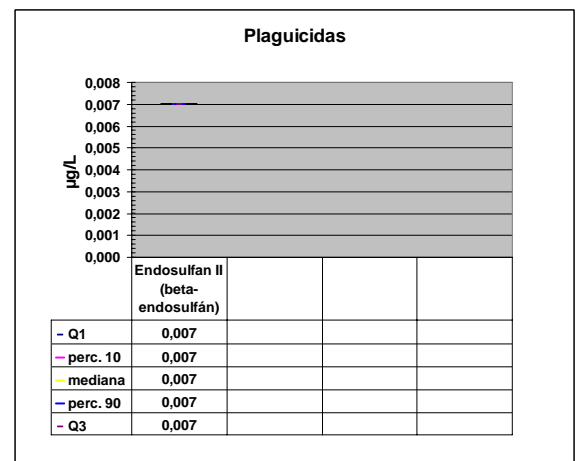 Plaguicidas
µg/L
0,008
0,007
0,006
0,005
0,004
0,003
0,002
0,001
0,000
Endosulfan II
(beta-
endosulfán)
Q1 0,007
perc. 10 0,007
mediana 0,007
perc. 90 0,007
Q3 0,007